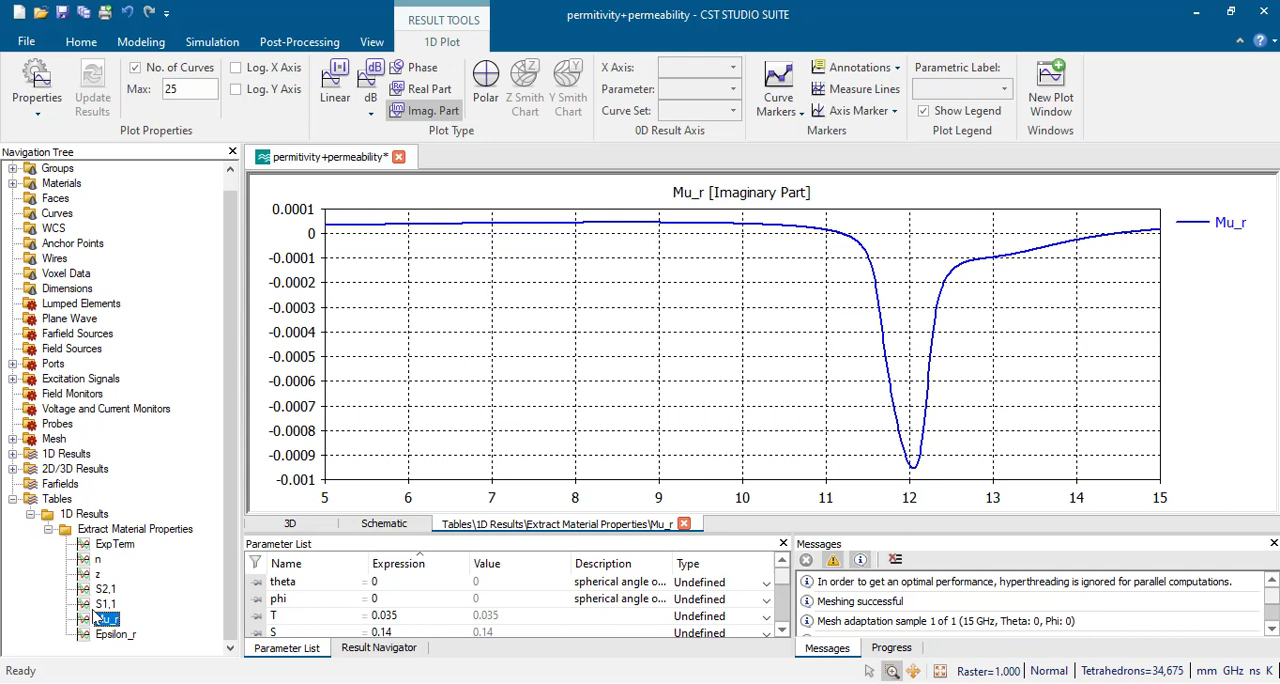 permitivity+permeability - CST STUDIO SUITE
RESULT TOOLS
File Home Modeling Simulation Post-Processing View 1D Plot
Properties
Update Results
No. of Curves
Max: 25
Log. X Axis
Log. Y Axis
Plot Properties
Linear
dB
Phase
Real Part
Imag. Part
Polar
Z Smith Chart
Y Smith Chart
Plot Type
X Axis:
Parameter:
Curve Set:
0D Result Axis
Curve Markers
Annotations
Measure Lines
Axis Marker
Markers
Parametric Label:
Show Legend
Plot Legend
New Plot Window
Windows
Navigation Tree
Groups
Materials
Faces
Curves
WCS
Anchor Points
Wires
Voxel Data
Dimensions
Lumped Elements
Plane Wave
Farfield Sources
Field Sources
Ports
Excitation Signals
Field Monitors
Voltage and Current Monitors
Probes
Mesh
1D Results
2D/3D Results
Farfields
Tables
1D Results
Extract Material Properties
ExpTerm
n
z
S2,1
S1,1
Mu_r
Epsilon_r
permitivity+permeability*
Mu_r [Imaginary Part]
0.0001
0
-0.0001
-0.0002
-0.0003
-0.0004
-0.0005
-0.0006
-0.0007
-0.0008
-0.0009
-0.001
5 6 7 8 9 10 11 12 13 14 15
Mu_r
3D Schematic Tables\1D Results\Extract Material Properties\Mu_r
Parameter List
Name Expression Value Description Type
theta = 0 0 spherical angle o... Undefined
phi = 0 0 spherical angle o... Undefined
T = 0.035 0.035 Undefined
S = 0.14 0.14 Undefined
Parameter List Result Navigator
Messages
In order to get an optimal performance, hyperthreading is ignored for parallel computations.
Meshing successful
Mesh adaptation sample 1 of 1 (15 GHz, Theta: 0, Phi: 0)
Messages Progress
Ready
Raster=1.000 Normal Tetrahedrons=34,675 mm GHz ns K